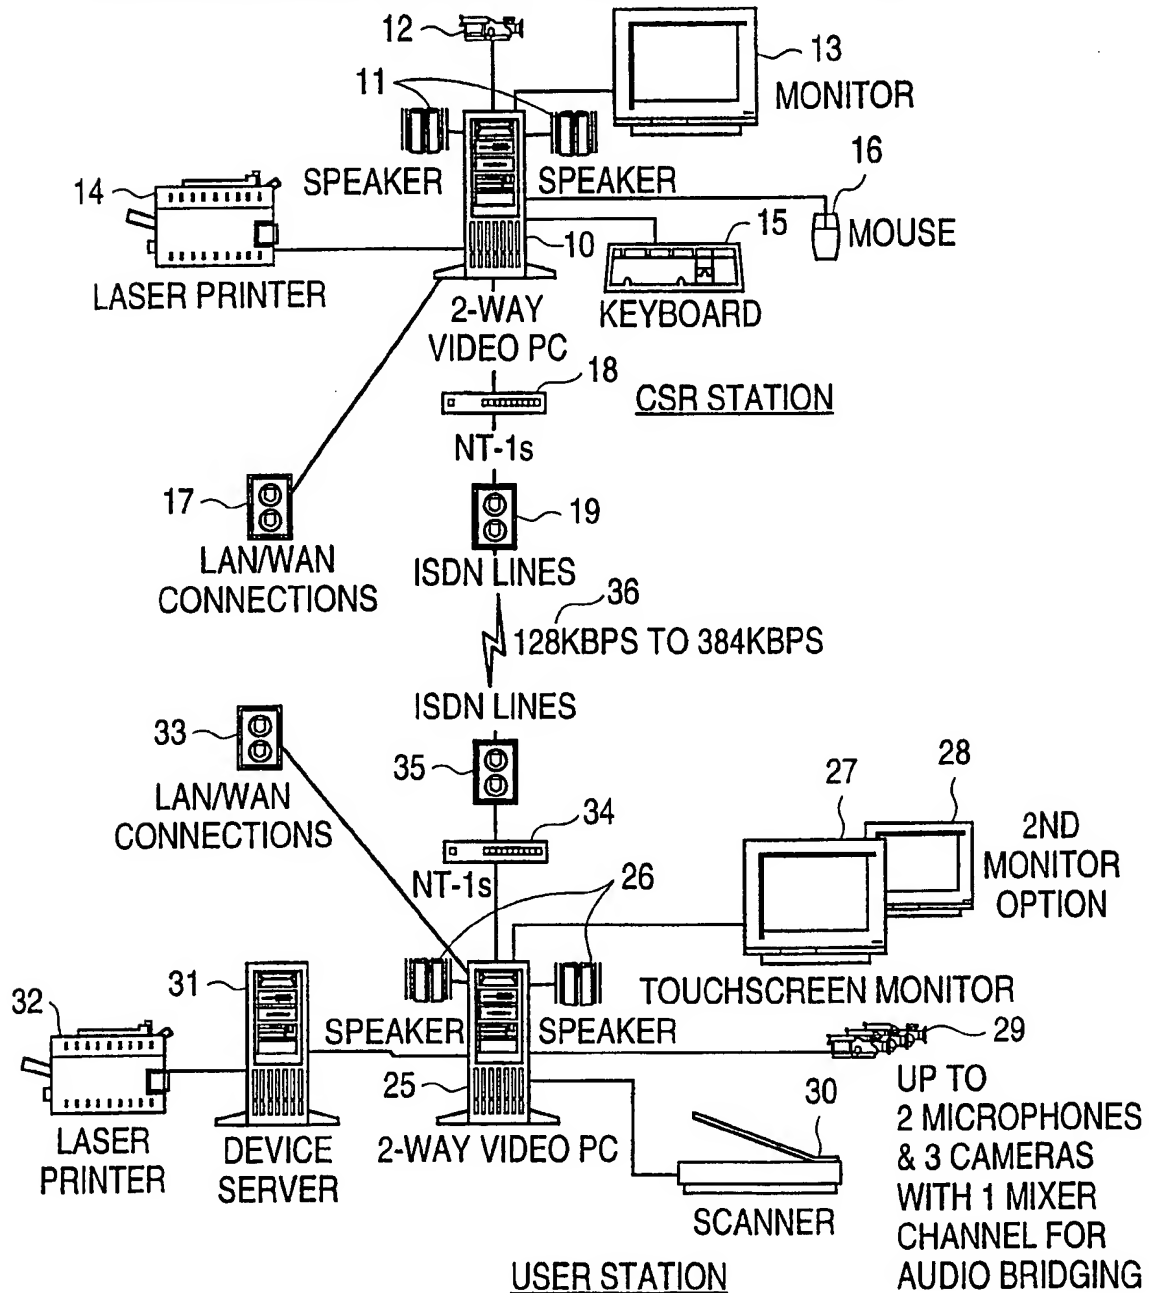 12
13
MONITOR
11
SPEAKER
SPEAKER
16
MOUSE
14
LASER PRINTER
10
15
KEYBOARD
2-WAY
VIDEO PC
18
CSR STATION
NT-1s
17
LAN/WAN
CONNECTIONS
19
ISDN LINES
36
128KBPS TO 384KBPS
ISDN LINES
33
LAN/WAN
CONNECTIONS
35
34
NT-1s
27
28
2ND
MONITOR
OPTION
TOUCHSCREEN MONITOR
26
SPEAKER
SPEAKER
31
32
LASER
PRINTER
DEVICE
SERVER
25
2-WAY VIDEO PC
29
UP TO
2 MICROPHONES
& 3 CAMERAS
WITH 1 MIXER
CHANNEL FOR
AUDIO BRIDGING
30
SCANNER
USER STATION